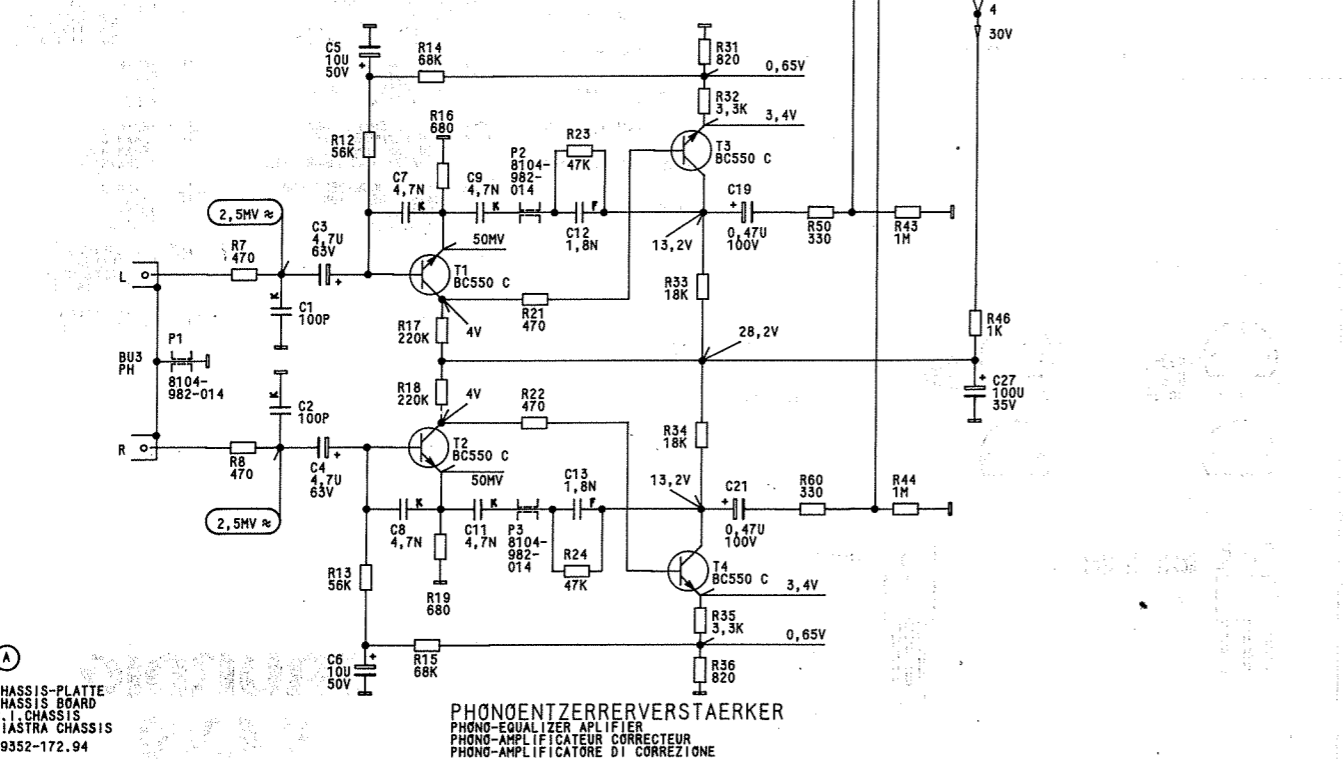 4
30V
C5
10U
50V
+
R14
68K
R31
820
0,65V
R32
3,3K
3,4V
R16
680
R12
56K
R23
47K
P2
8104-
982-
014
T3
BC550 C
C7
4,7N
K
C9
4,7N
K
F
C12
1,8N
C19
+
0,47U
100V
R50
330
R43
1M
2,5MV ≈
C3
4,7U
63V
+
50MV
13,2V
R7
470
L
T1
BC550 C
R33
18K
K
C1
100P
R21
470
R17
220K
4V
28,2V
R46
1K
P1
BU3
PH
8104-
982-014
K
C2
100P
R18
220K
4V
R22
470
+
C27
100U
35V
R34
18K
R
R8
470
C4
4,7U
63V
+
T2
BC550 C
50MV
C13
1,8N
13,2V
C21
+
0,47U
100V
R60
330
R44
1M
2,5MV ≈
K
C8
4,7N
K
C11
4,7N
P3
8104-
982-
014
F
R24
47K
T4
BC550 C
3,4V
R13
56K
R19
680
R35
3,3K
0,65V
R15
68K
C6
10U
50V
+
R36
820
A
HASSIS-PLATTE
HASSIS BOARD
.I.CHASSIS
IASTRA CHASSIS
9352-172.94
PHONOENTZERRERVERSTAERKER
PHONO-EQUALIZER APLIFIER
PHONO-AMPLIFICATEUR CORRECTEUR
PHONO-AMPLIFICATORE DI CORREZIONE